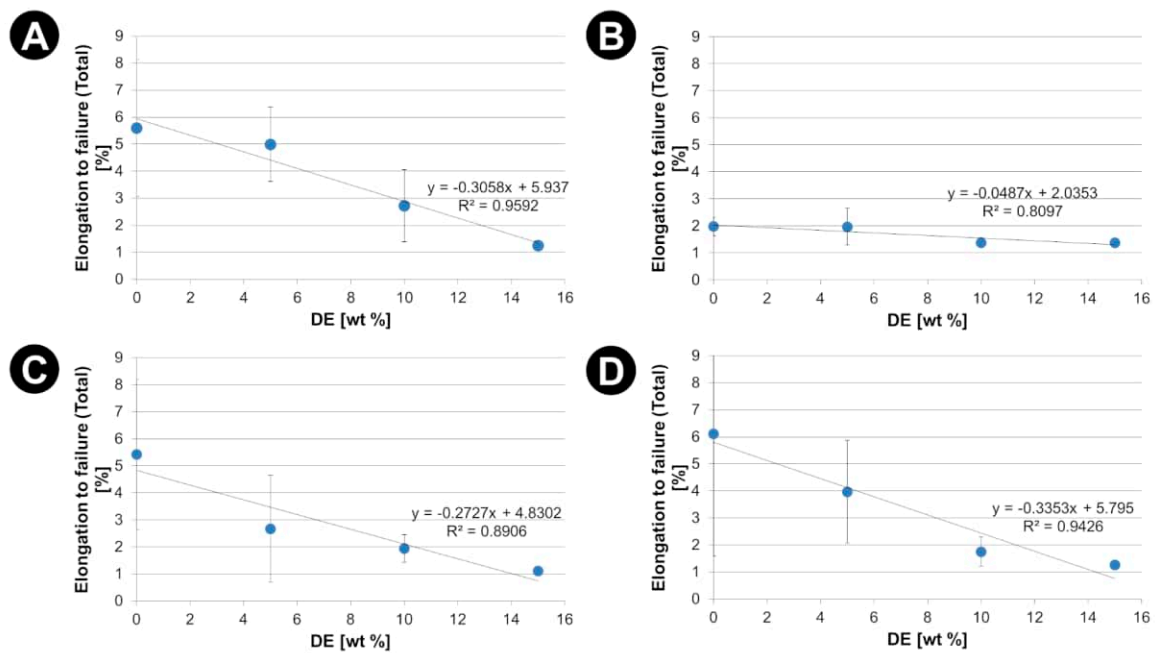 A
Elongation to failure (Total)
[%]
9
8
7
6
5
4
3
2
1
0
y = -0.3058x + 5.937
R² = 0.9592
0 2 4 6 8 10 12 14 16
DE [wt %]
B
Elongation to failure (Total)
[%]
9
8
7
6
5
4
3
2
1
0
y = -0.0487x + 2.0353
R² = 0.8097
0 2 4 6 8 10 12 14 16
DE [wt %]
C
Elongation to failure (Total)
[%]
9
8
7
6
5
4
3
2
1
0
y = -0.2727x + 4.8302
R² = 0.8906
0 2 4 6 8 10 12 14 16
DE [wt %]
D
Elongation to failure (Total)
[%]
9
8
7
6
5
4
3
2
1
0
y = -0.3353x + 5.795
R² = 0.9426
0 2 4 6 8 10 12 14 16
DE [wt %]